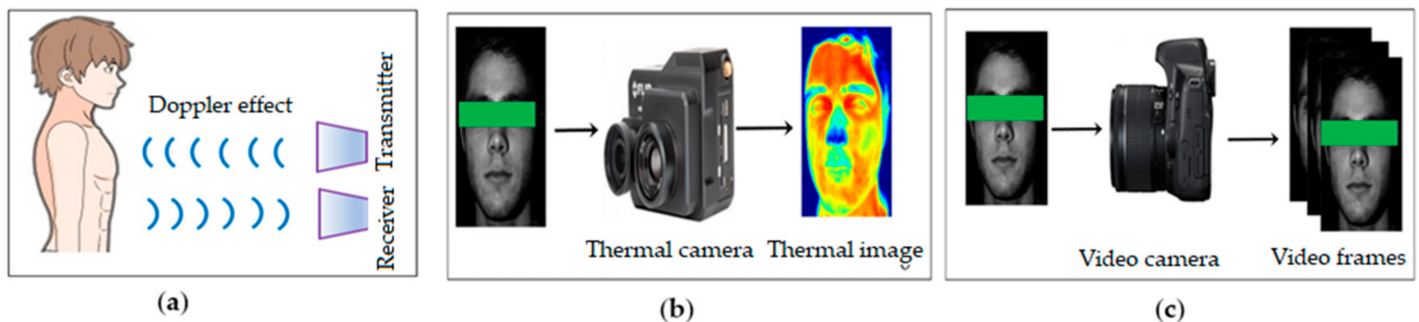 Doppler effect
Transmitter
Receiver
(a)
Thermal camera
Thermal image
(b)
Video camera
Video frames
(c)